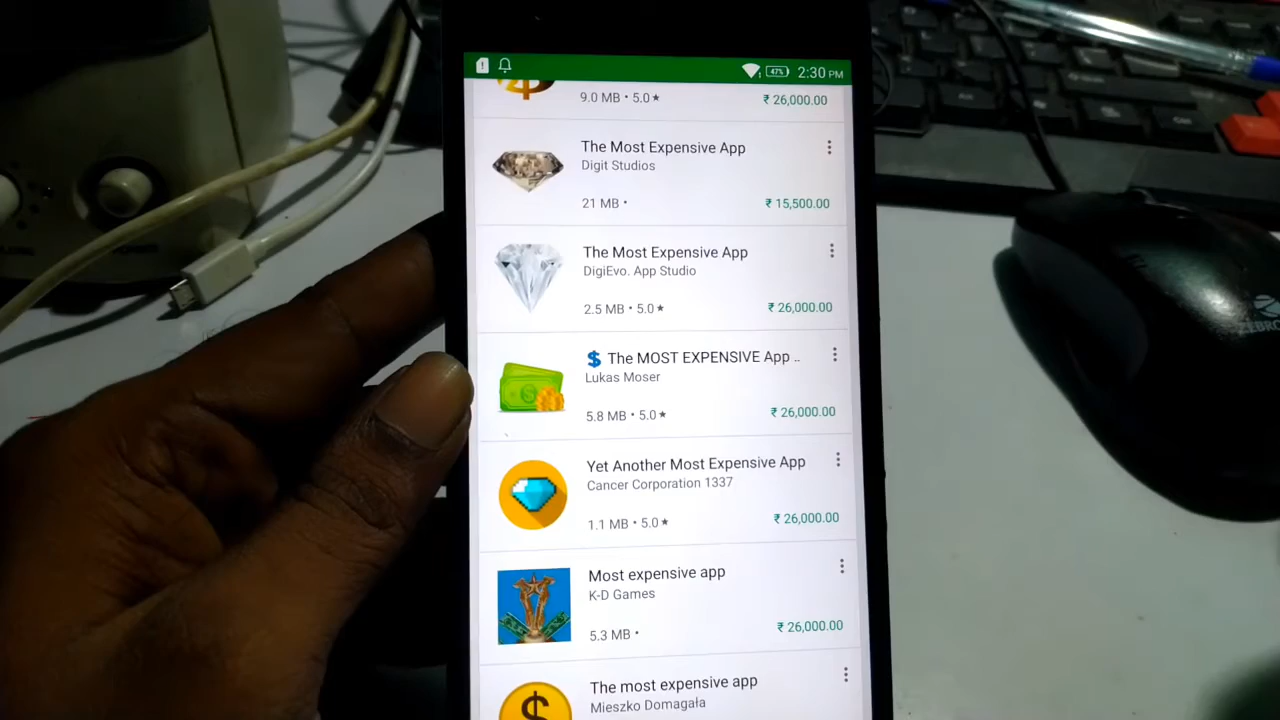 47%
2:30 PM
9.0 MB • 5.0★
₹ 26,000.00
The Most Expensive App
Digit Studios
21 MB •
₹ 15,500.00
The Most Expensive App
DigiEvo. App Studio
2.5 MB • 5.0★
₹ 26,000.00
The MOST EXPENSIVE App ..
Lukas Moser
5.8 MB • 5.0★
₹ 26,000.00
Yet Another Most Expensive App
Cancer Corporation 1337
1.1 MB • 5.0★
₹ 26,000.00
Most expensive app
K-D Games
5.3 MB •
₹ 26,000.00
The most expensive app
Mieszko Domagała